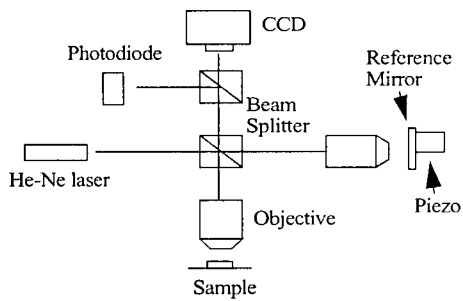 CCD
Photodiode
Reference
Mirror
Beam
Splitter
He-Ne laser
Objective
Piezo
Sample